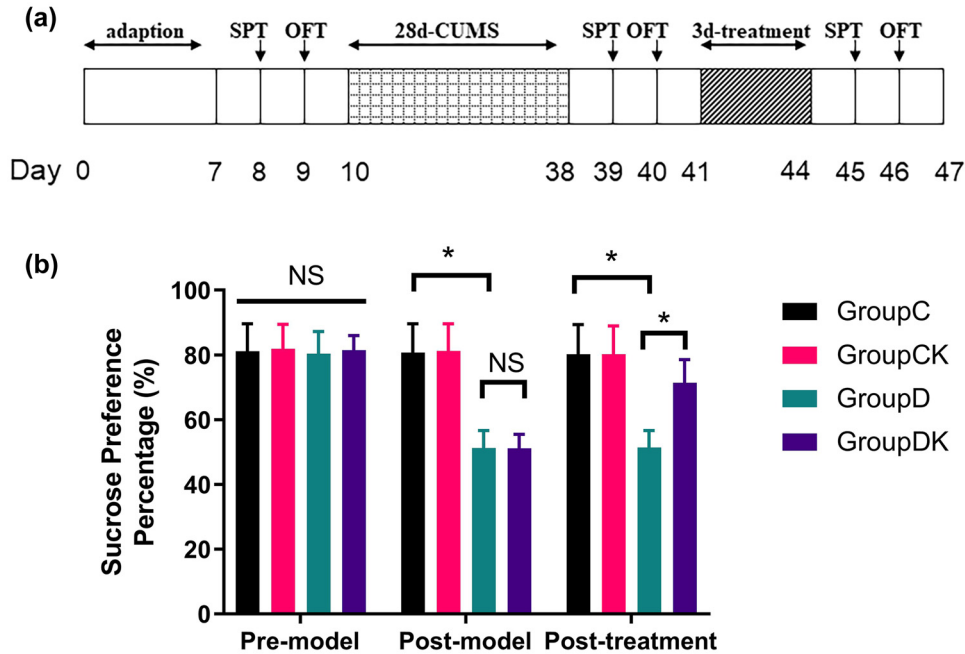 (a)
adaption SPT OFT 28d-CUMS SPT OFT 3d-treatment SPT OFT
Day 0 7 8 9 10 38 39 40 41 44 45 46 47
(b)
Sucrose Preference
Percentage (%)
100
80
60
40
20
0
NS
*
NS
*
*
Pre-model Post-model Post-treatment
GroupC
GroupCK
GroupD
GroupDK